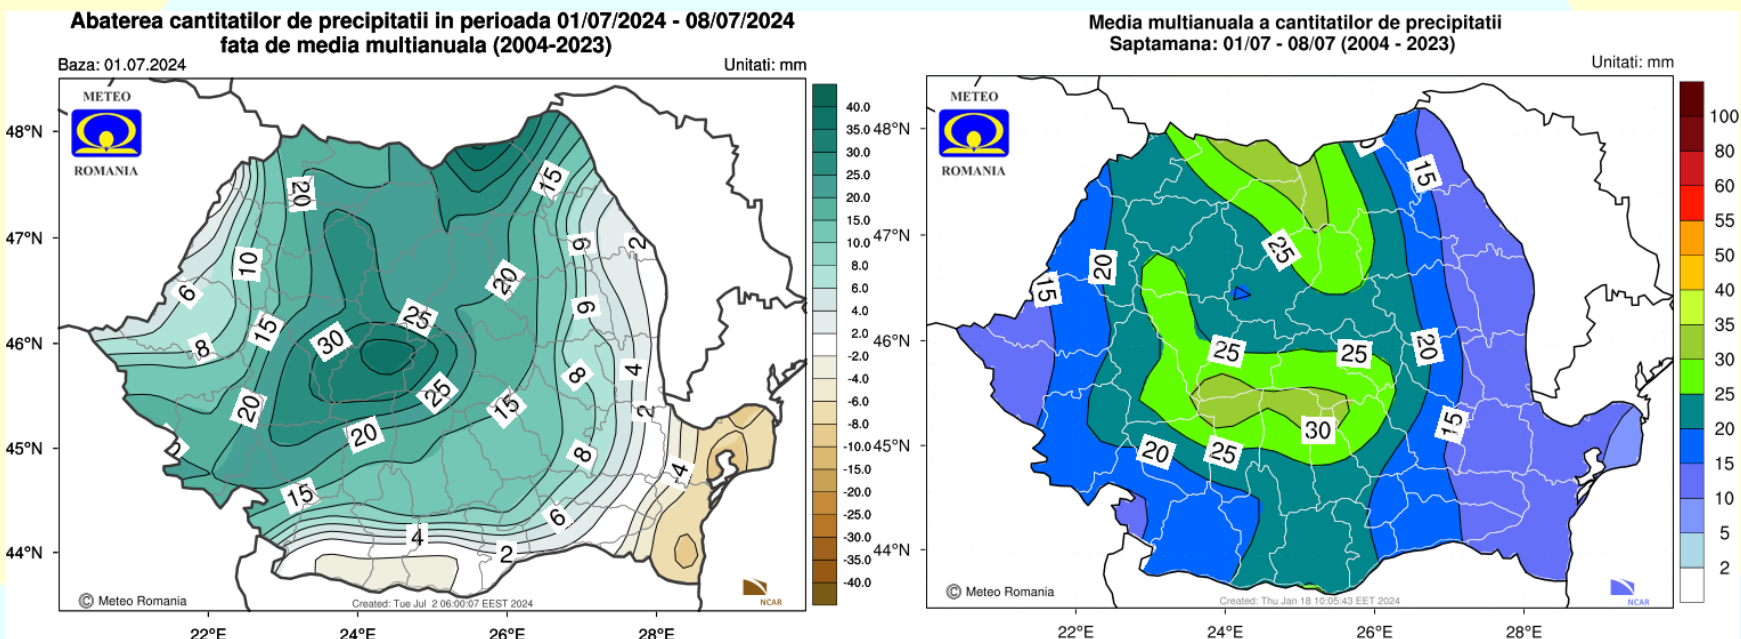 Abaterea cantitatilor de precipitatii in perioada 01/07/2024 - 08/07/2024
fata de media multianuala (2004-2023)
Baza: 01.07.2024
Unitati: mm
METEO
ROMANIA
48°N
47°N
46°N
45°N
44°N
20
15
10
6
2
6
20
6
8
15
30
25
8
4
20
25
15
2
20
8
-4
15
6
4
2
© Meteo Romania
Created: Tue Jul 2 06:00:07 EEST 2024
NCAR
22°E
24°E
26°E
28°E
40.0
35.0
30.0
25.0
20.0
15.0
10.0
8.0
6.0
4.0
2.0
-2.0
-4.0
-6.0
-8.0
-10.0
-15.0
-20.0
-25.0
-30.0
-35.0
-40.0
Media multianuala a cantitatilor de precipitatii
Saptamana: 01/07 - 08/07 (2004 - 2023)
Unitati: mm
METEO
ROMANIA
48°N
47°N
46°N
45°N
44°N
15
25
20
15
25
25
20
30
15
20
25
© Meteo Romania
Created: Thu Jan 18 10:05:43 EET 2024
NCAR
22°E
24°E
26°E
28°E
100
80
60
55
50
40
35
30
25
20
15
10
5
2